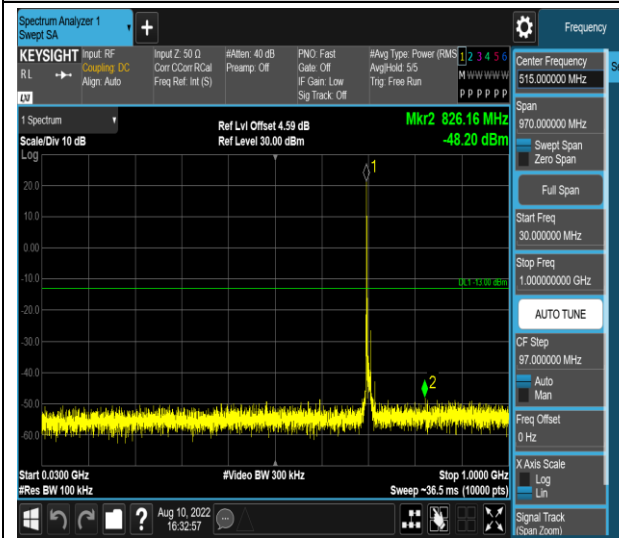 Spectrum Analyzer 1
Swept SA
+
Frequency
KEYSIGHT
RL
LXI
Input: RF
Coupling: DC
Align: Auto
Input Z: 50 Ω
Corr CCorr RCal
Freq Ref: Int (S)
#Atten: 40 dB
Preamp: Off
PNO: Fast
Gate: Off
IF Gain: Low
Sig Track: Off
#Avg Type: Power (RMS
Avg|Hold: 5/5
Trig: Free Run
1 2 3 4 5 6
M W W W W W
P P P P P P
1 Spectrum
Scale/Div 10 dB
Log
Ref Lvl Offset 4.59 dB
Ref Level 30.00 dBm
Mkr2 826.16 MHz
-48.20 dBm
20.0
10.0
0.00
-10.0
-20.0
-30.0
-40.0
-50.0
-60.0
1
DL1 -13.00 dBm
2
Start 0.0300 GHz
#Res BW 100 kHz
#Video BW 300 kHz
Stop 1.0000 GHz
Sweep ~36.5 ms (10000 pts)
?
Aug 10, 2022
16:32:57
Center Frequency
515.000000 MHz
Span
970.000000 MHz
Swept Span
Zero Span
Full Span
Start Freq
30.000000 MHz
Stop Freq
1.000000000 GHz
AUTO TUNE
CF Step
97.000000 MHz
Auto
Man
Freq Offset
0 Hz
X Axis Scale
Log
Lin
Signal Track
(Span Zoom)